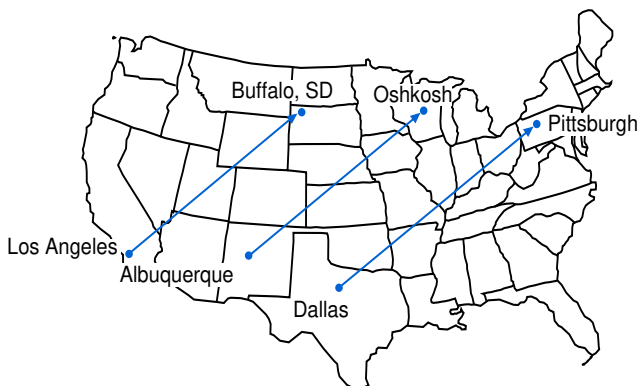 Buffalo, SD
Oshkosh
Pittsburgh
Los Angeles
Albuquerque
Dallas